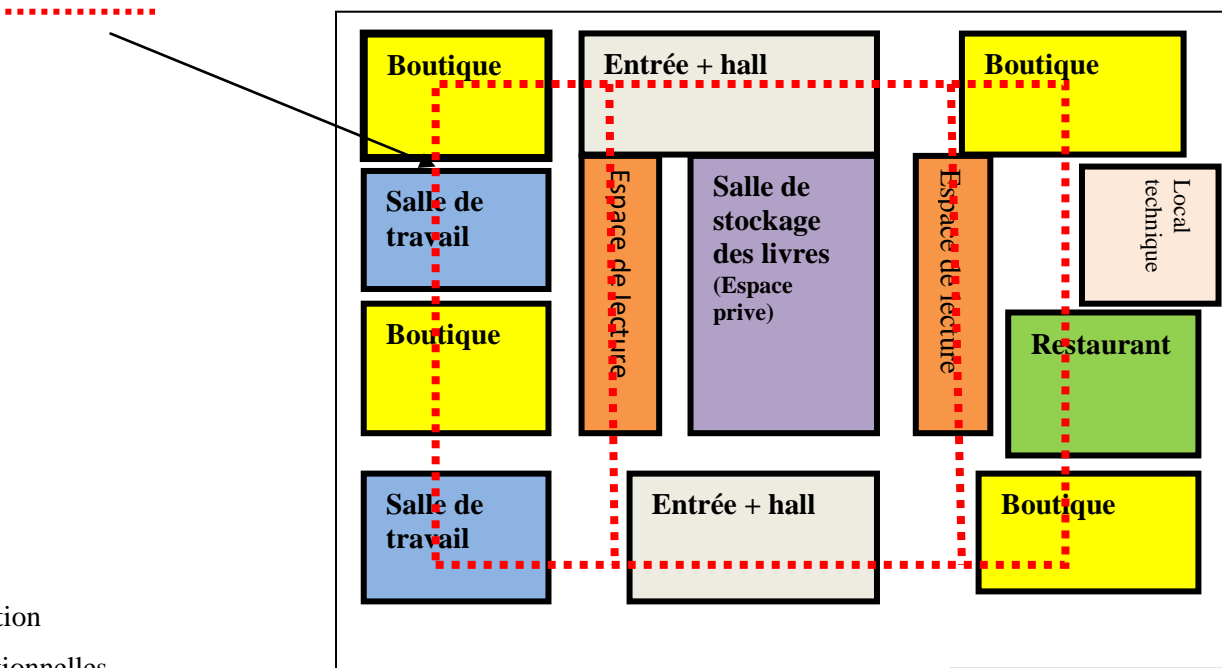 Boutique
Entrée + hall
Boutique
Salle de
travail
Espace de lecture
Salle de
stockage
des livres
(Espace
prive)
Espace de lecture
Local
technique
Boutique
Restaurant
Salle de
travail
Entrée + hall
Boutique
tion
tionnelles